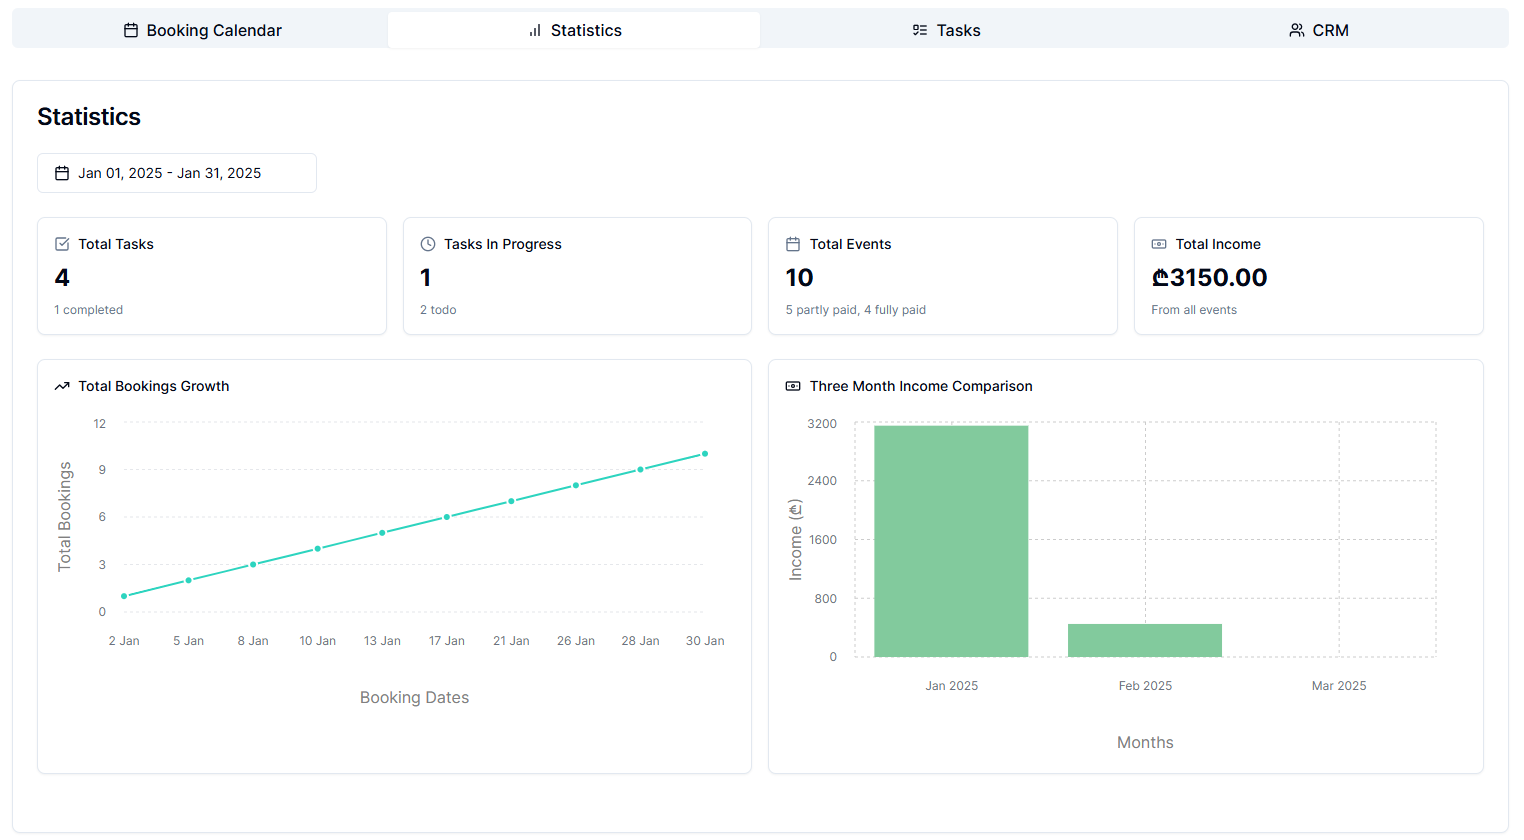 Booking Calendar
Statistics
Tasks
CRM
Statistics
Jan 01, 2025 - Jan 31, 2025
Total Tasks
4
1 completed
Tasks In Progress
1
2 todo
Total Events
10
5 partly paid, 4 fully paid
Total Income
₾3150.00
From all events
Total Bookings Growth
12
9
6
3
0
Total Bookings
2 Jan 5 Jan 8 Jan 10 Jan 13 Jan 17 Jan 21 Jan 26 Jan 28 Jan 30 Jan
Booking Dates
Three Month Income Comparison
3200
2400
1600
800
0
Income (₾)
Jan 2025 Feb 2025 Mar 2025
Months